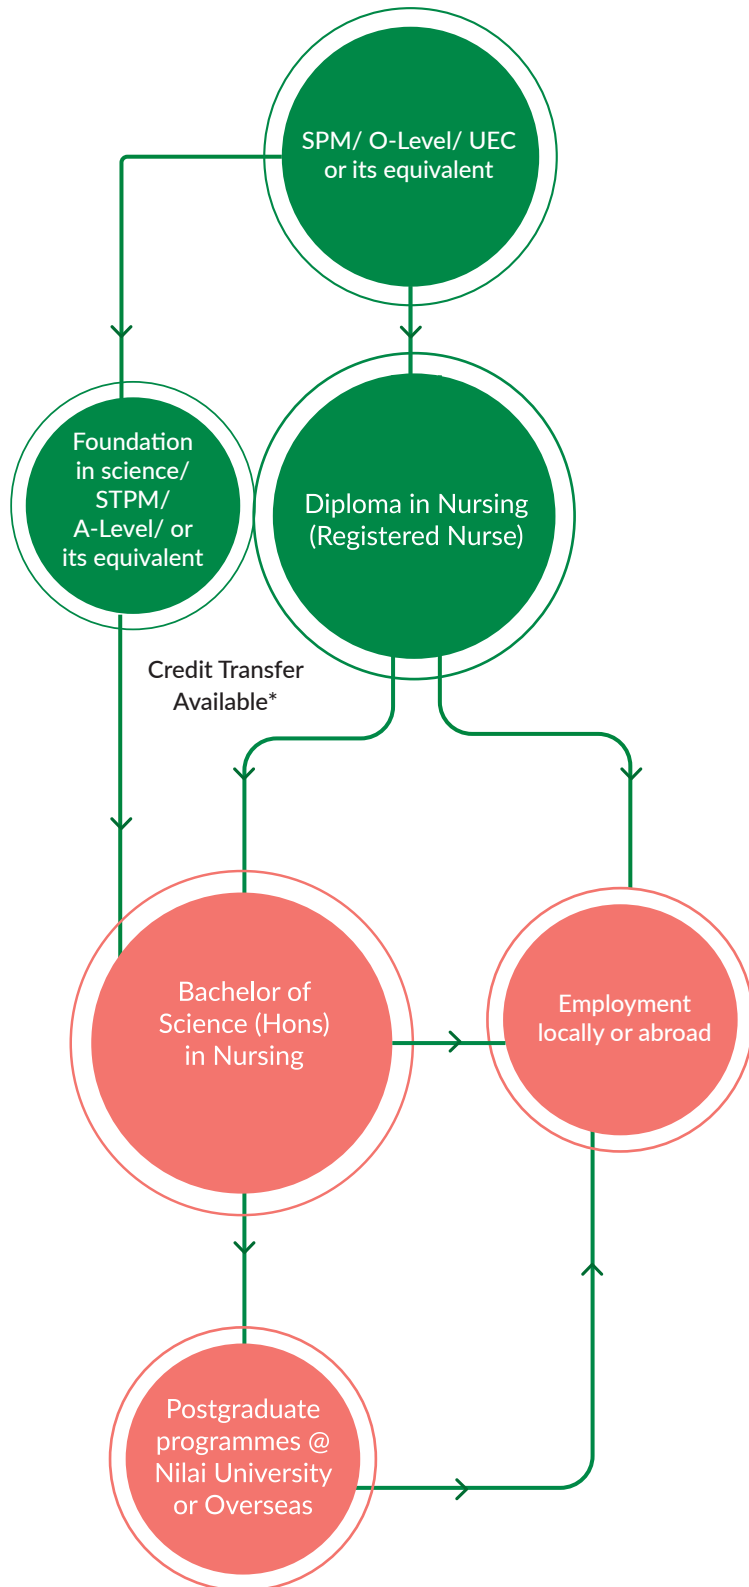 SPM/ O-Level/ UEC
or its equivalent
Foundation
in science/
STPM/
A-Level/ or
its equivalent
Diploma in Nursing
(Registered Nurse)
Credit Transfer
Available*
Bachelor of
Science (Hons)
in Nursing
Employment
locally or abroad
Postgraduate
programmes @
Nilai University
or Overseas